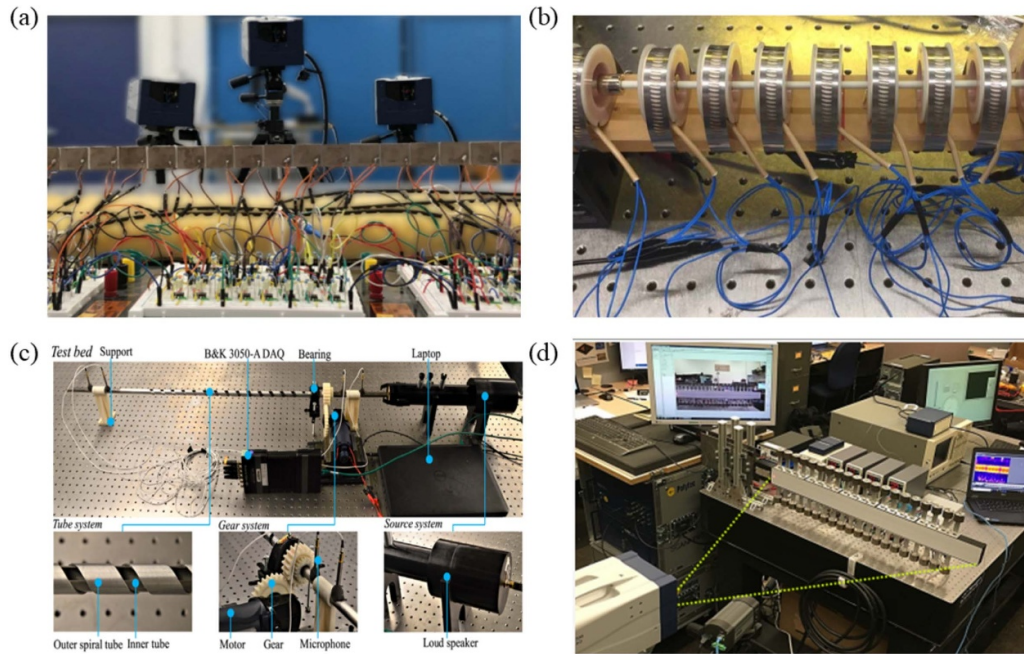 (a)
(b)
(c)
Test bed Support B&K 3050-A DAQ Bearing Laptop
Tube system Gear system Source system
Outer spiral tube Inner tube Motor Gear Microphone Loud speaker
(d)